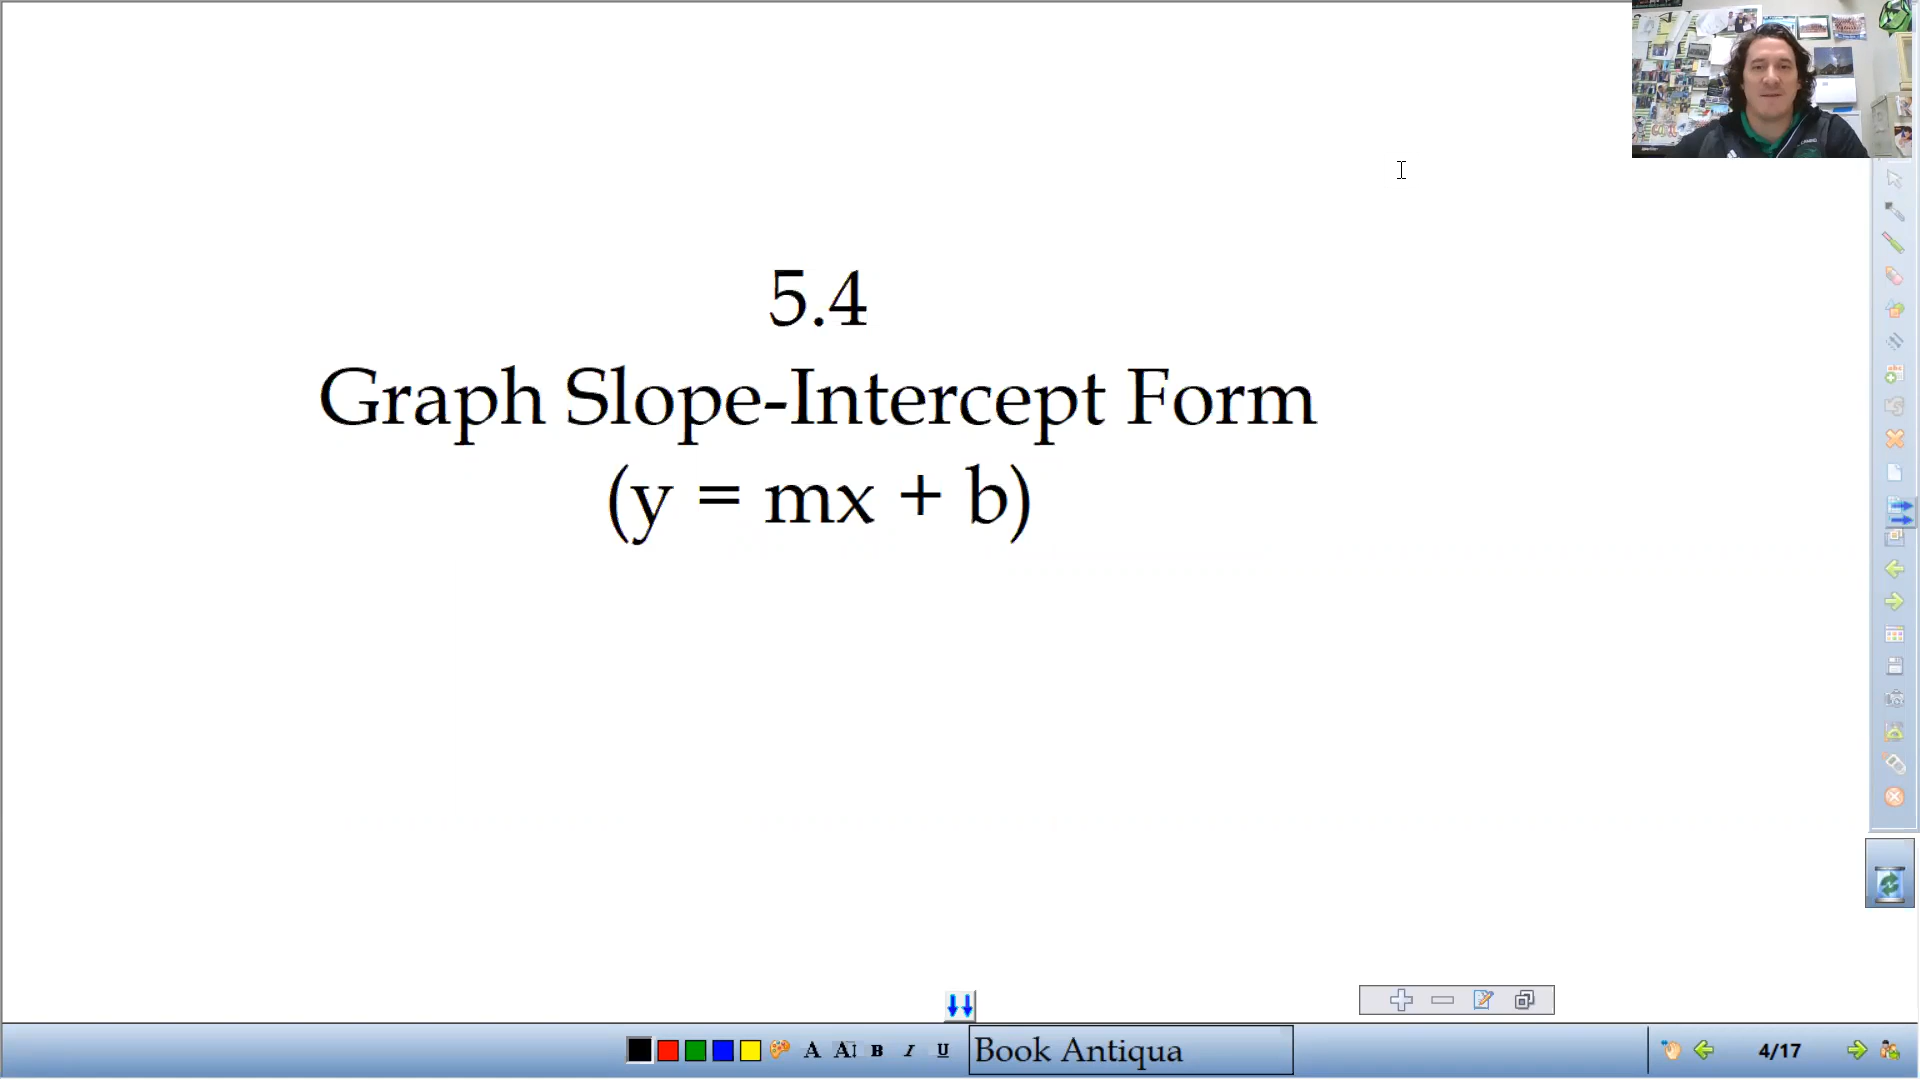 5.4
Graph Slope-Intercept Form
(y = mx + b)
A A B I U Book Antiqua 4/17